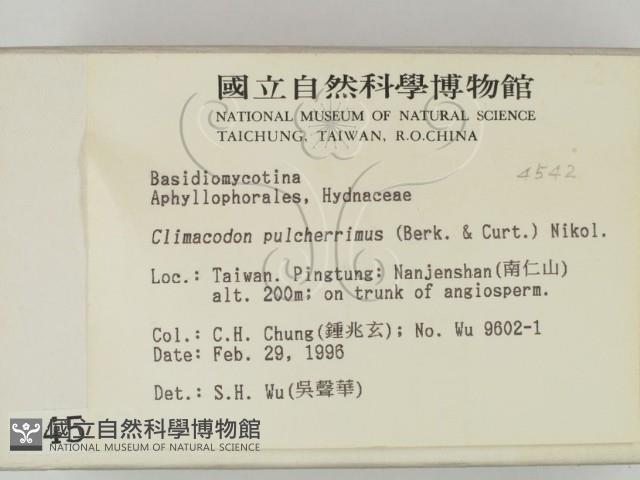 國立自然科學博物館
NATIONAL MUSEUM OF NATURAL SCIENCE
TAICHUNG, TAIWAN, R.O.CHINA
Basidiomycotina
4542
Aphyllophorales, Hydnaceae
Climacodon pulcherrimus (Berk. & Curt.) Nikol.
Loc.: Taiwan. Pingtung: Nanjenshan(南仁山)
alt. 200m; on trunk of angiosperm.
Col.: C.H. Chung(鍾兆玄); No. Wu 9602-1
Date: Feb. 29, 1996
Det.: S.H. Wu(吳聲華)
45
國立自然科學博物館
NATIONAL MUSEUM OF NATURAL SCIENCE